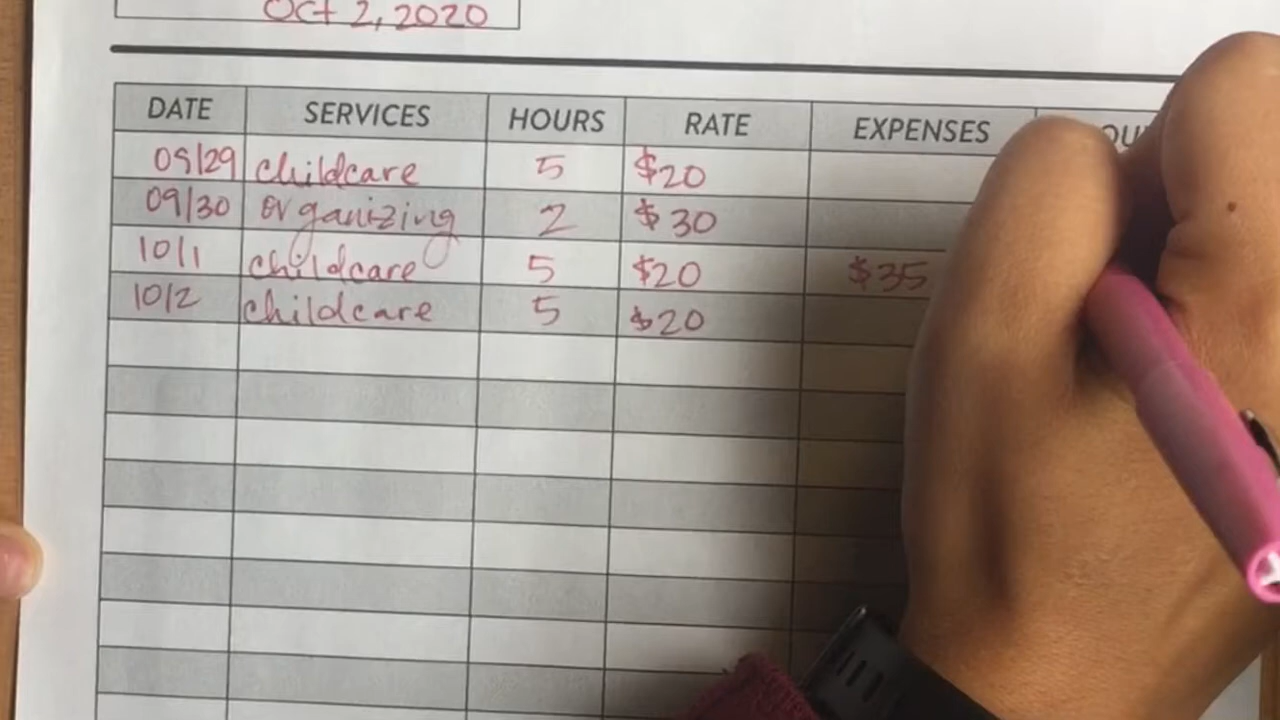 Oct 2, 2020
DATE SERVICES HOURS RATE EXPENSES
09/29 childcare 5 $20
09/30 organizing 2 $30
10/1 childcare 5 $20 $35
10/2 childcare 5 $20